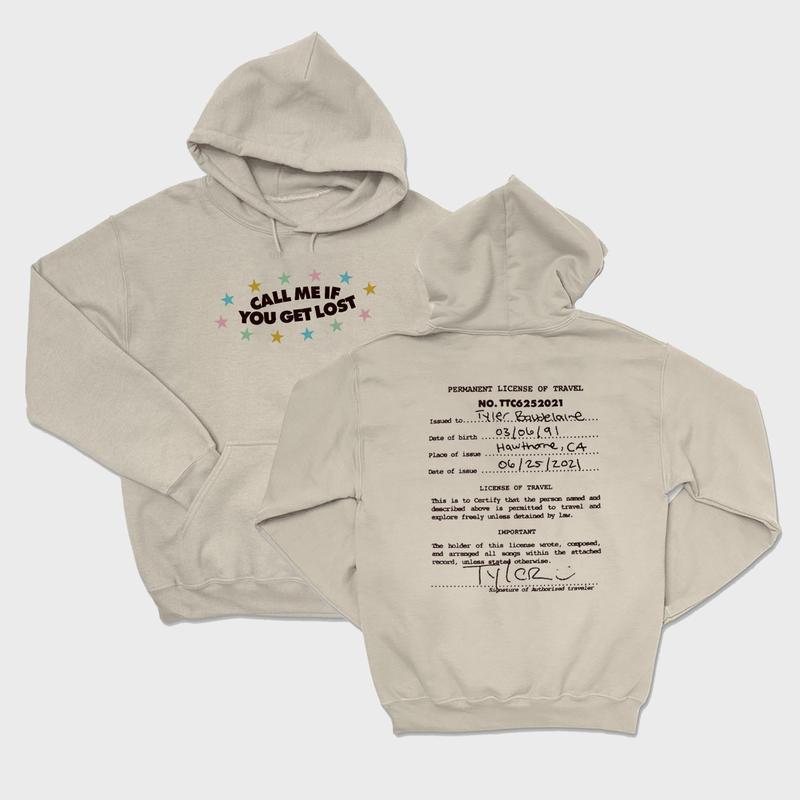 CALL ME IF
YOU GET LOST
PERMANENT LICENSE OF TRAVEL
NO. TTC6252021
Issued to Tyler Baudelaire
Date of birth 03/06/91
Place of issue Hawthorne, CA
Date of issue 06/25/2021
LICENSE OF TRAVEL
This is to Certify that the person named and
described above is permitted to travel and
explore freely unless detained by law.
IMPORTANT
The holder of this license wrote, composed,
and arranged all songs within the attached
record, unless stated otherwise.
TYLER
Signature of Authorised traveler